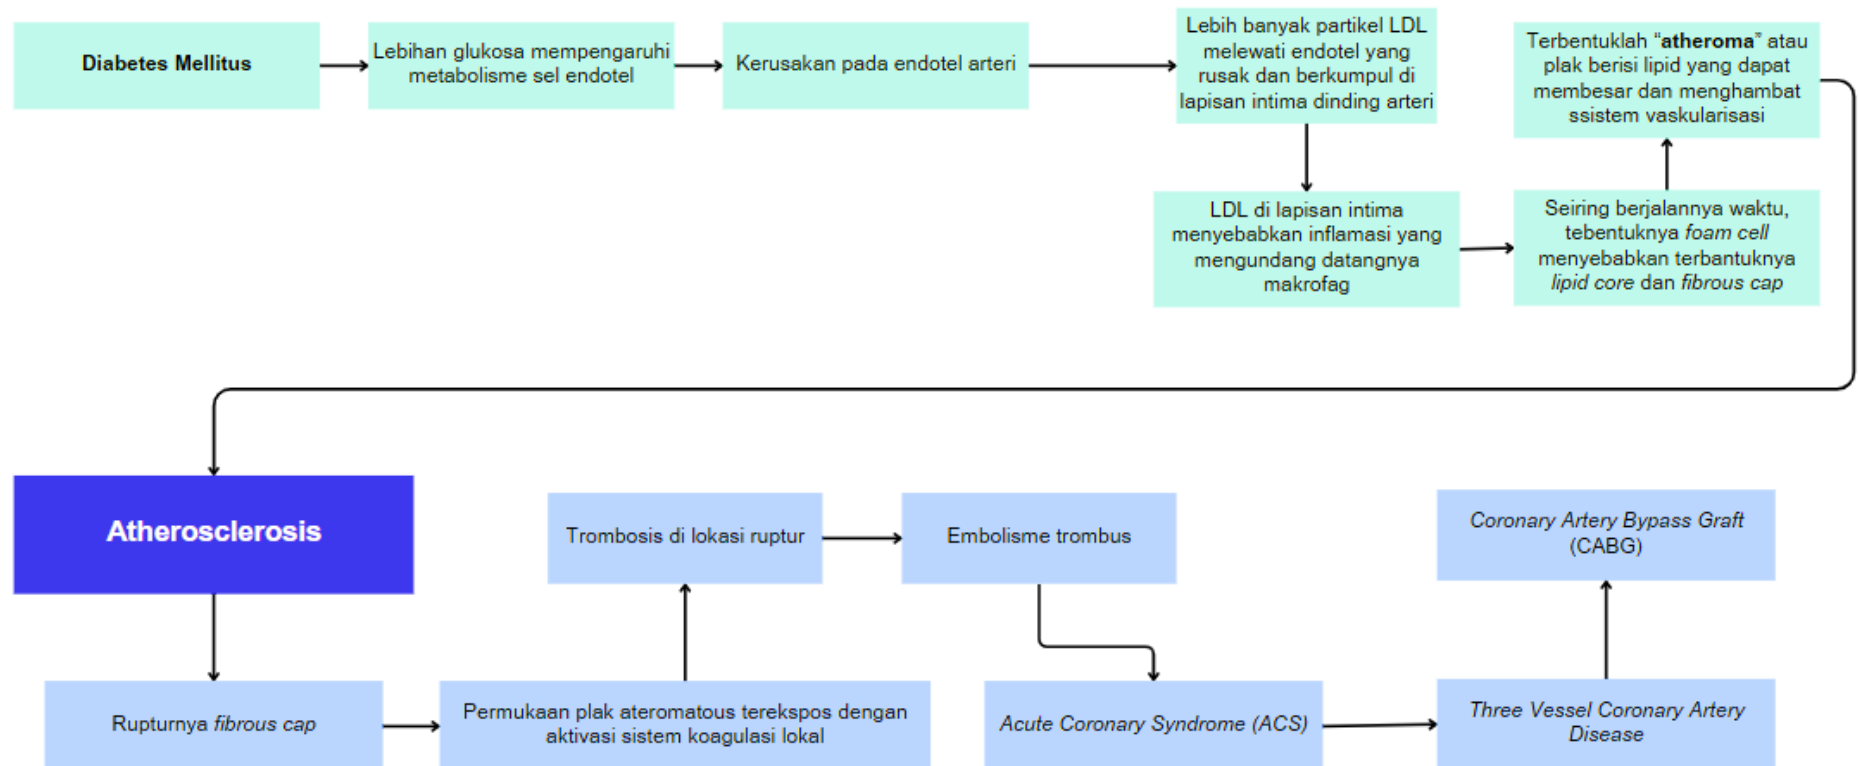 Diabetes Mellitus
Lebihan glukosa mempengaruhi
metabolisme sel endotel
Kerusakan pada endotel arteri
Lebih banyak partikel LDL
melewati endotel yang
rusak dan berkumpul di
lapisan intima dinding arteri
LDL di lapisan intima
menyebabkan inflamasi yang
mengundang datangnya
makrofag
Seiring berjalannya waktu,
tebentuknya foam cell
menyebabkan terbantuknya
lipid core dan fibrous cap
Terbentuklah “atheroma” atau
plak berisi lipid yang dapat
membesar dan menghambat
ssistem vaskularisasi
Atherosclerosis
Rupturnya fibrous cap
Permukaan plak ateromatous terekspos dengan
aktivasi sistem koagulasi lokal
Trombosis di lokasi ruptur
Embolisme trombus
Acute Coronary Syndrome (ACS)
Three Vessel Coronary Artery
Disease
Coronary Artery Bypass Graft
(CABG)